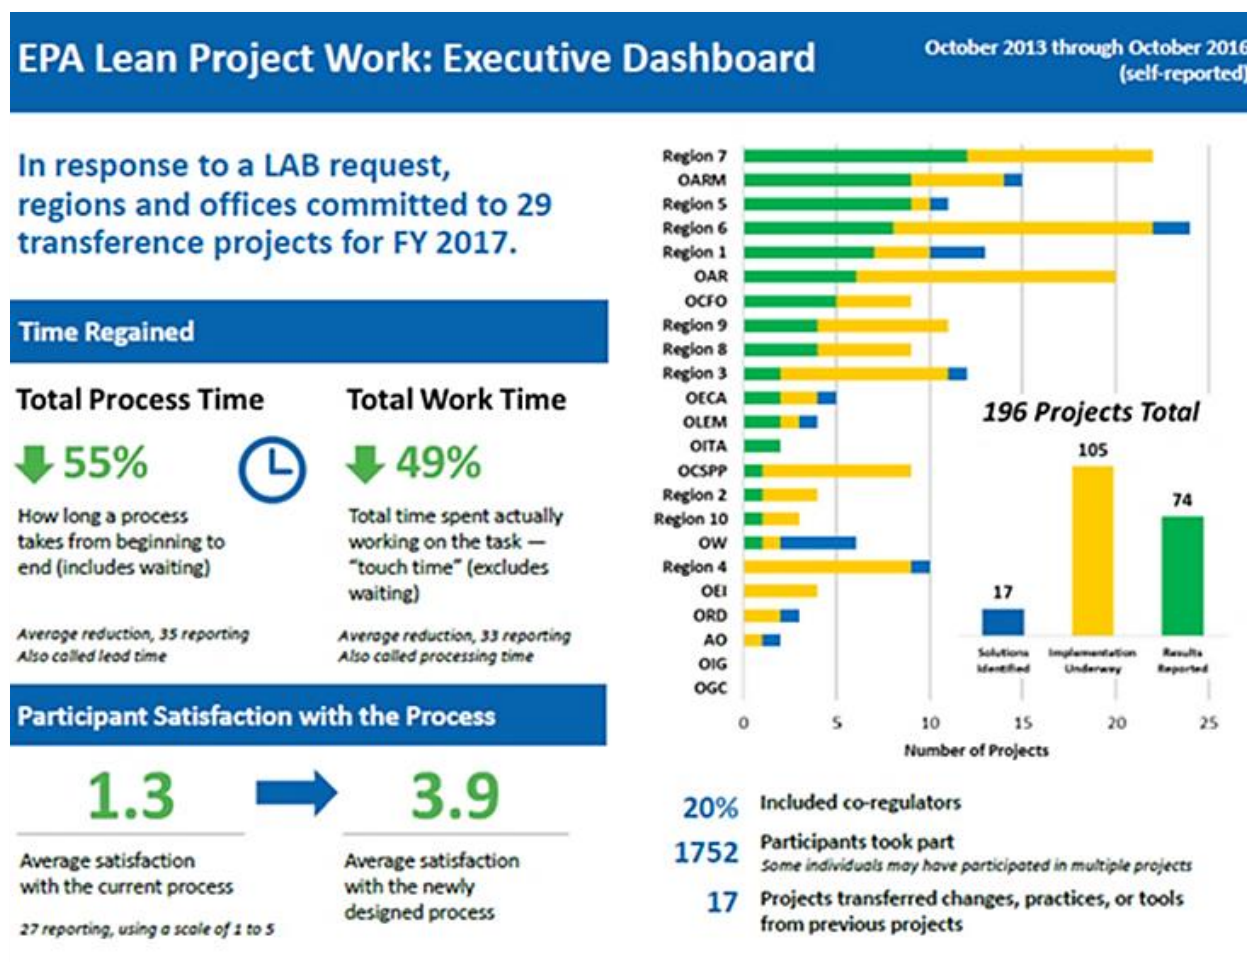 EPA Lean Project Work: Executive Dashboard
October 2013 through October 2016
(self-reported)
In response to a LAB request,
regions and offices committed to 29
transference projects for FY 2017.
Time Regained
Total Process Time
55%
How long a process
takes from beginning to
end (includes waiting)
Average reduction, 35 reporting
Also called lead time
Total Work Time
49%
Total time spent actually
working on the task —
"touch time" (excludes
waiting)
Average reduction, 33 reporting
Also called processing time
Participant Satisfaction with the Process
1.3
Average satisfaction
with the current process
27 reporting, using a scale of 1 to 5
3.9
Average satisfaction
with the newly
designed process
Region 7
OARM
Region 5
Region 6
Region 1
OAR
OCFO
Region 9
Region 8
Region 3
OECA
OLEM
OITA
OCSPP
Region 2
Region 10
OW
Region 4
OEI
ORD
AO
OIG
OGC
0 5 10 15 20 25
Number of Projects
196 Projects Total
17
105
74
Solutions
Identified
Implementation
Underway
Results
Reported
20% Included co-regulators
1752 Participants took part
Some individuals may have participated in multiple projects
17 Projects transferred changes, practices, or tools
from previous projects